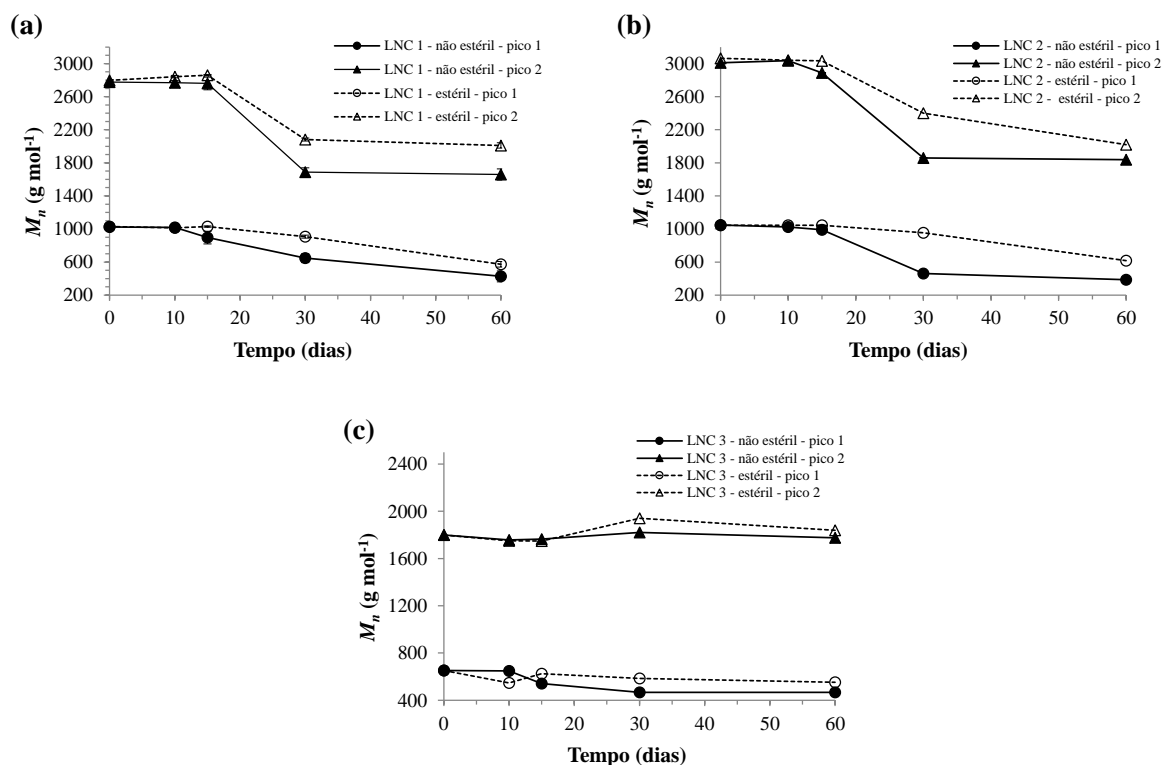 (a)
LNC 1 - não estéril - pico 1
LNC 1 - não estéril - pico 2
LNC 1 - estéril - pico 1
LNC 1 - estéril - pico 2
3000
2600
2200
1800
1400
1000
600
200
Mn (g mol-1)
0 10 20 30 40 50 60
Tempo (dias)
(b)
LNC 2 - não estéril - pico 1
LNC 2 - não estéril - pico 2
LNC 2 - estéril - pico 1
LNC 2 - estéril - pico 2
3000
2600
2200
1800
1400
1000
600
200
Mn (g mol-1)
0 10 20 30 40 50 60
Tempo (dias)
(c)
LNC 3 - não estéril - pico 1
LNC 3 - não estéril - pico 2
LNC 3 - estéril - pico 1
LNC 3 - estéril - pico 2
2400
2000
1600
1200
800
400
Mn (g mol-1)
0 10 20 30 40 50 60
Tempo (dias)